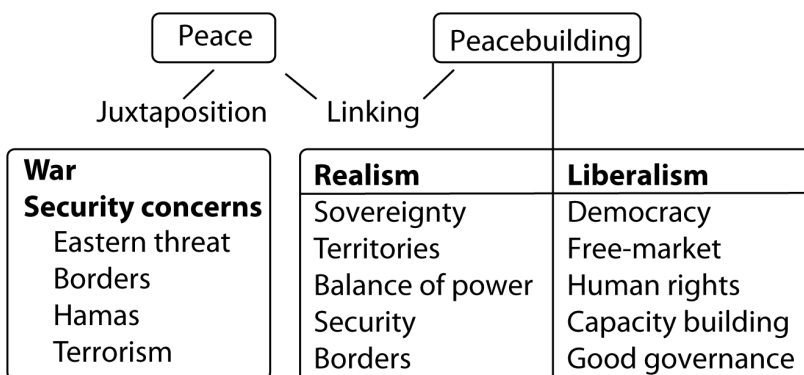 Peace
Peacebuilding
Juxtaposition
Linking
War
Security concerns
Eastern threat
Borders
Hamas
Terrorism
Realism
Liberalism
Sovereignty
Democracy
Territories
Free-market
Balance of power
Human rights
Security
Capacity building
Borders
Good governance